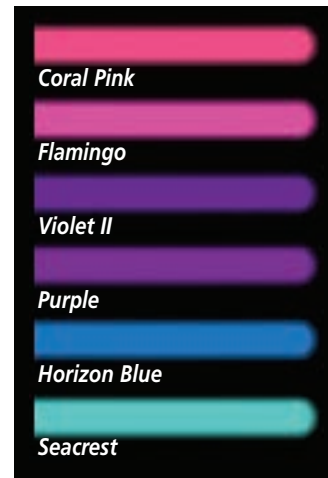 Coral Pink
Flamingo
Violet II
Purple
Horizon Blue
Seacrest